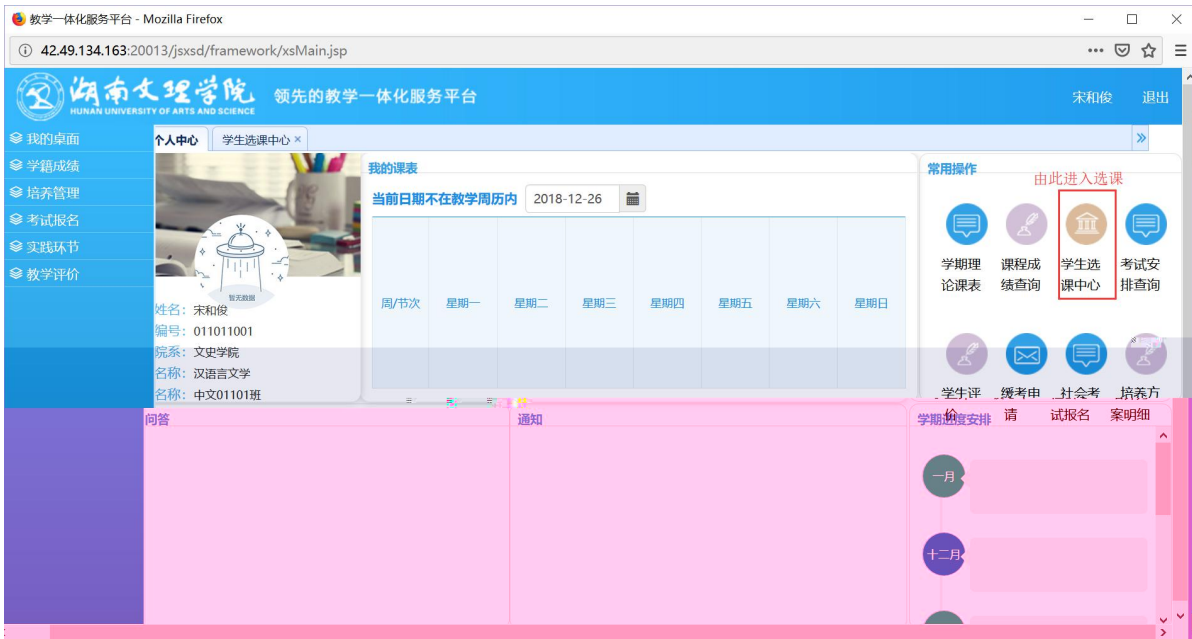 教学一体化服务平台 - Mozilla Firefox
42.49.134.163:20013/jsxsd/framework/xsMain.jsp
湖南文理学院
HUNAN UNIVERSITY OF ARTS AND SCIENCE
领先的教学一体化服务平台
宋和俊 退出
我的桌面
学籍成绩
培养管理
考试报名
实践环节
教学评价
个人中心 学生选课中心 ×
暂无数据
姓名: 宋和俊
编号: 011011001
院系: 文史学院
名称: 汉语言文学
名称: 中文01101班
我的课表
当前日期不在教学周历内 2018-12-26
周/节次 星期一 星期二 星期三 星期四 星期五 星期六 星期日
常用操作
由此进入选课
学期理论课表
课程成绩查询
学生选课中心
考试安排查询
学生评价
缓考申请
社会考试报名
培养方案明细
问答
通知
学期进度安排
一月
十二月